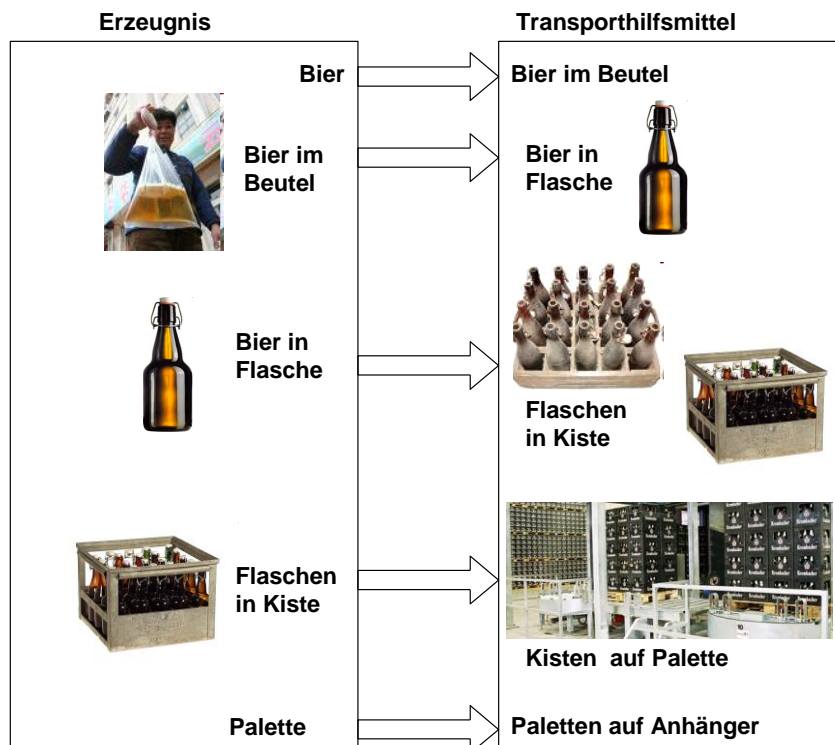 Erzeugnis
Transporthilfsmittel
Bier
Bier im Beutel
Bier im
Beutel
Bier in
Flasche
Bier in
Flasche
Flaschen
in Kiste
Flaschen
in Kiste
Kisten auf Palette
Palette
Paletten auf Anhänger